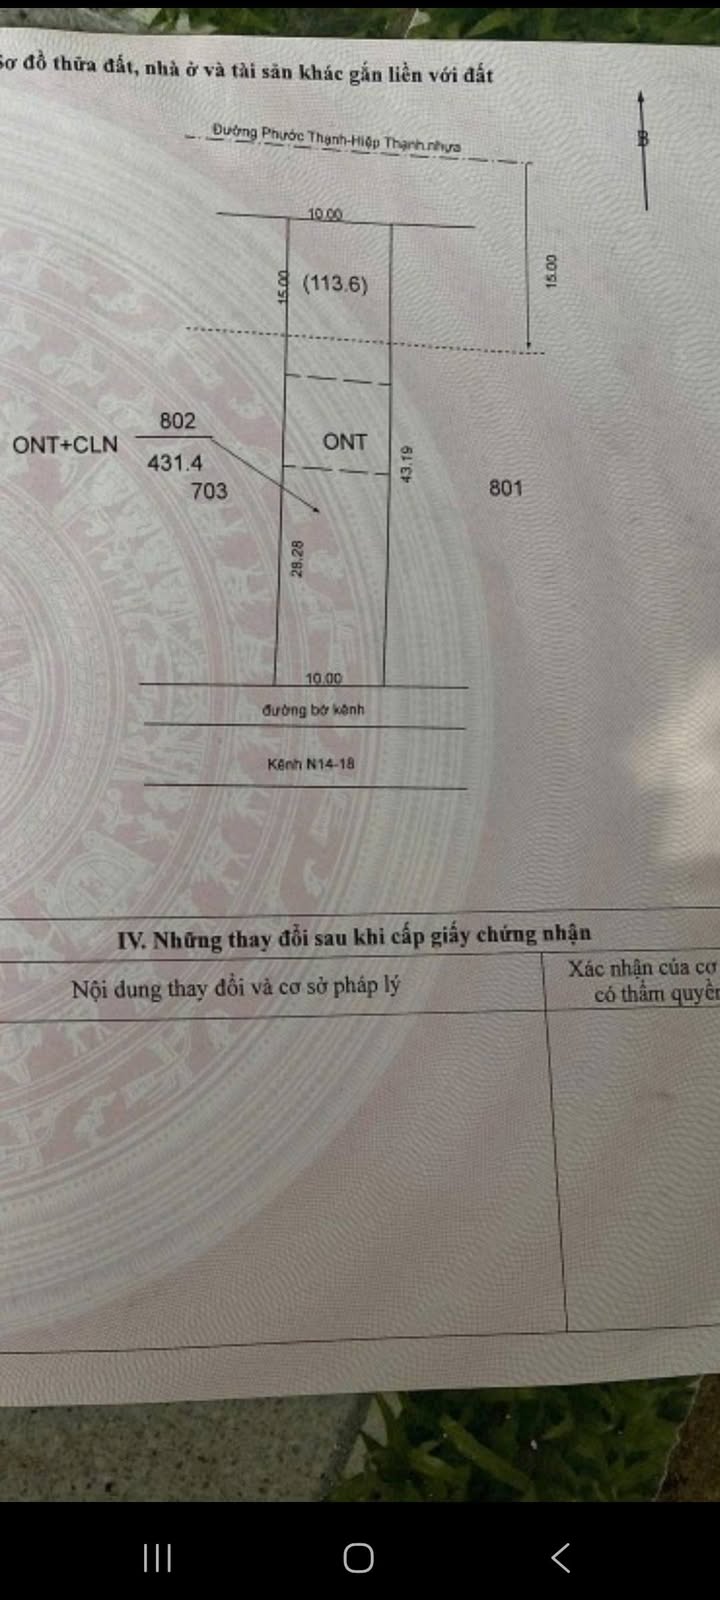 Sơ đồ thửa đất, nhà ở và tài sản khác gắn liền với đất
Đường Phước Thạnh-Hiệp Thạnh.nhựa
B
10.00
15.00
(113.6)
15.00
802
ONT+CLN
431.4
703
ONT
43.19
801
28.28
10.00
đường bờ kênh
Kênh N14-18
IV. Những thay đổi sau khi cấp giấy chứng nhận
Nội dung thay đổi và cơ sở pháp lý
Xác nhận của cơ
có thẩm quyền